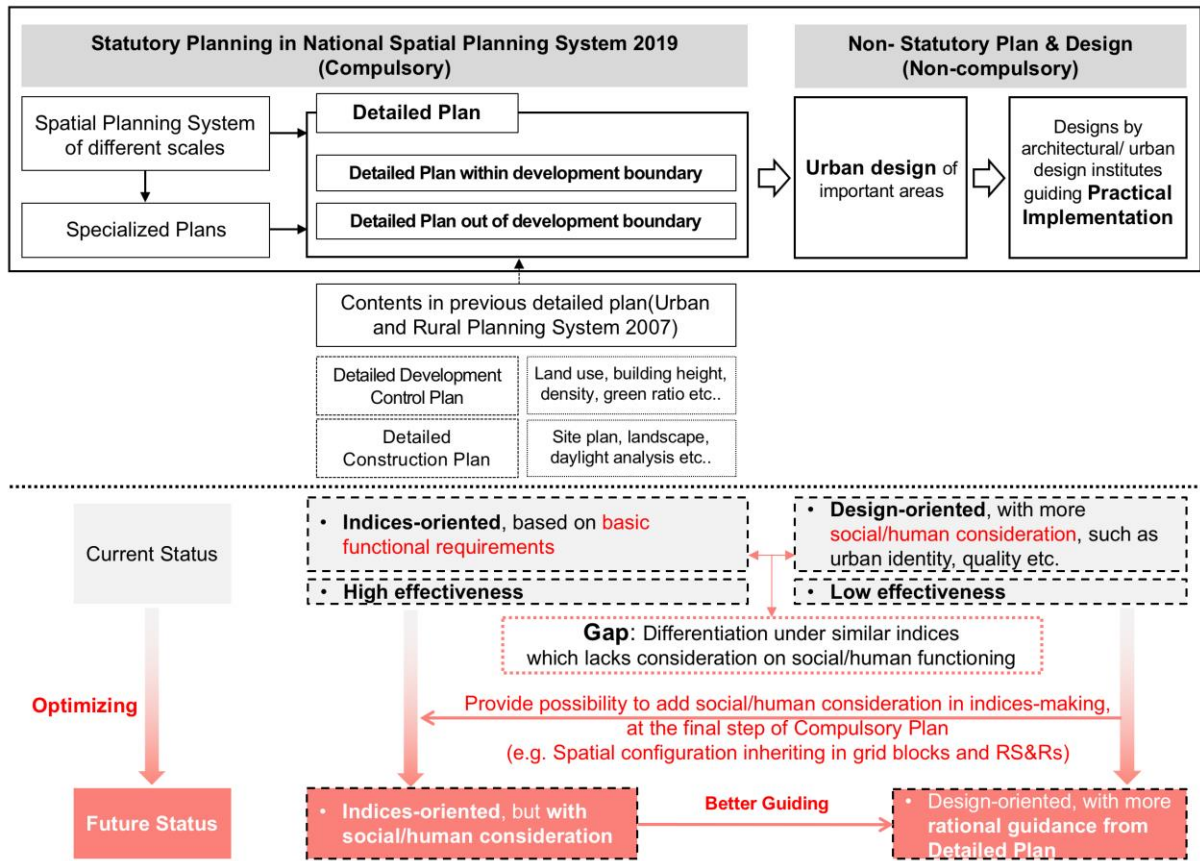 Statutory Planning in National Spatial Planning System 2019
(Compulsory)
Non- Statutory Plan & Design
(Non-compulsory)
Spatial Planning System
of different scales
Specialized Plans
Detailed Plan
Detailed Plan within development boundary
Detailed Plan out of development boundary
Urban design of
important areas
Designs by
architectural/ urban
design institutes
guiding Practical
Implementation
Contents in previous detailed plan(Urban
and Rural Planning System 2007)
Detailed Development
Control Plan
Land use, building height,
density, green ratio etc..
Detailed
Construction Plan
Site plan, landscape,
daylight analysis etc..
Current Status
• Indices-oriented, based on basic
functional requirements
• High effectiveness
• Design-oriented, with more
social/human consideration, such as
urban identity, quality etc.
• Low effectiveness
Gap: Differentiation under similar indices
which lacks consideration on social/human functioning
Optimizing
Provide possibility to add social/human consideration in indices-making,
at the final step of Compulsory Plan
(e.g. Spatial configuration inheriting in grid blocks and RS&Rs)
Future Status
• Indices-oriented, but with
social/human consideration
Better Guiding
• Design-oriented, with more
rational guidance from
Detailed Plan